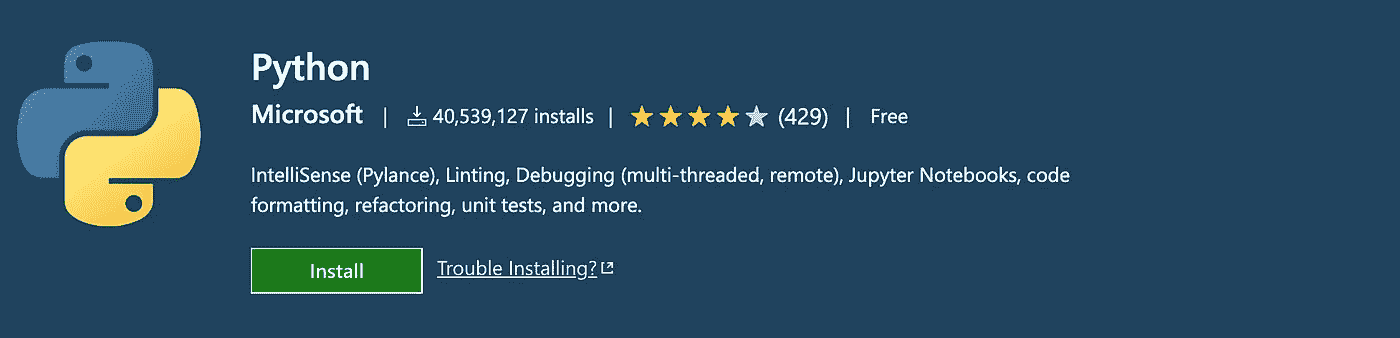 Python
Microsoft | 40,539,127 installs | (429) | Free
IntelliSense (Pylance), Linting, Debugging (multi-threaded, remote), Jupyter Notebooks, code
formatting, refactoring, unit tests, and more.
Install Trouble Installing?